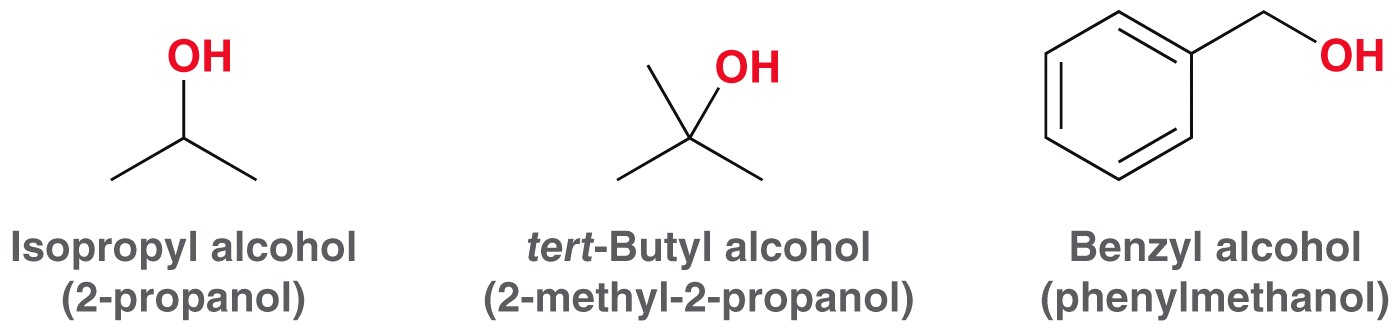 OH
Isopropyl alcohol
(2-propanol)
OH
tert-Butyl alcohol
(2-methyl-2-propanol)
OH
Benzyl alcohol
(phenylmethanol)